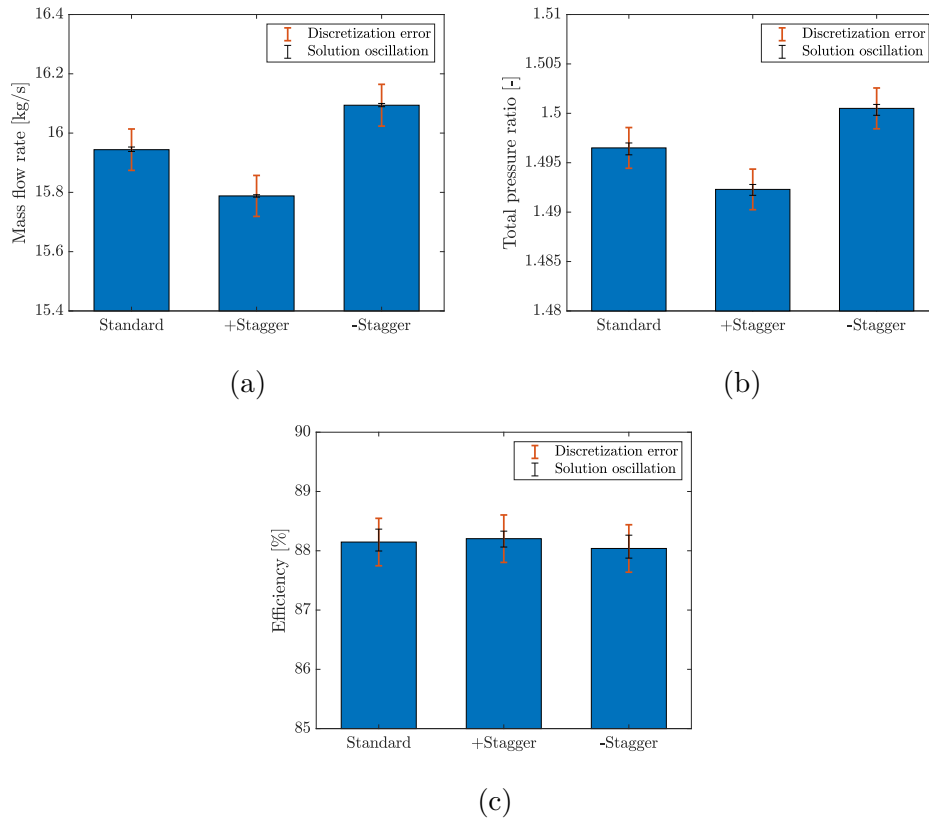 16.4
16.2
16
15.8
15.6
15.4
Mass flow rate [kg/s]
Discretization error
Solution oscillation
Standard
+Stagger
-Stagger
(a)
1.51
1.505
1.5
1.495
1.49
1.485
1.48
Total pressure ratio [-]
Discretization error
Solution oscillation
Standard
+Stagger
-Stagger
(b)
90
89
88
87
86
85
Efficiency [%]
Discretization error
Solution oscillation
Standard
+Stagger
-Stagger
(c)